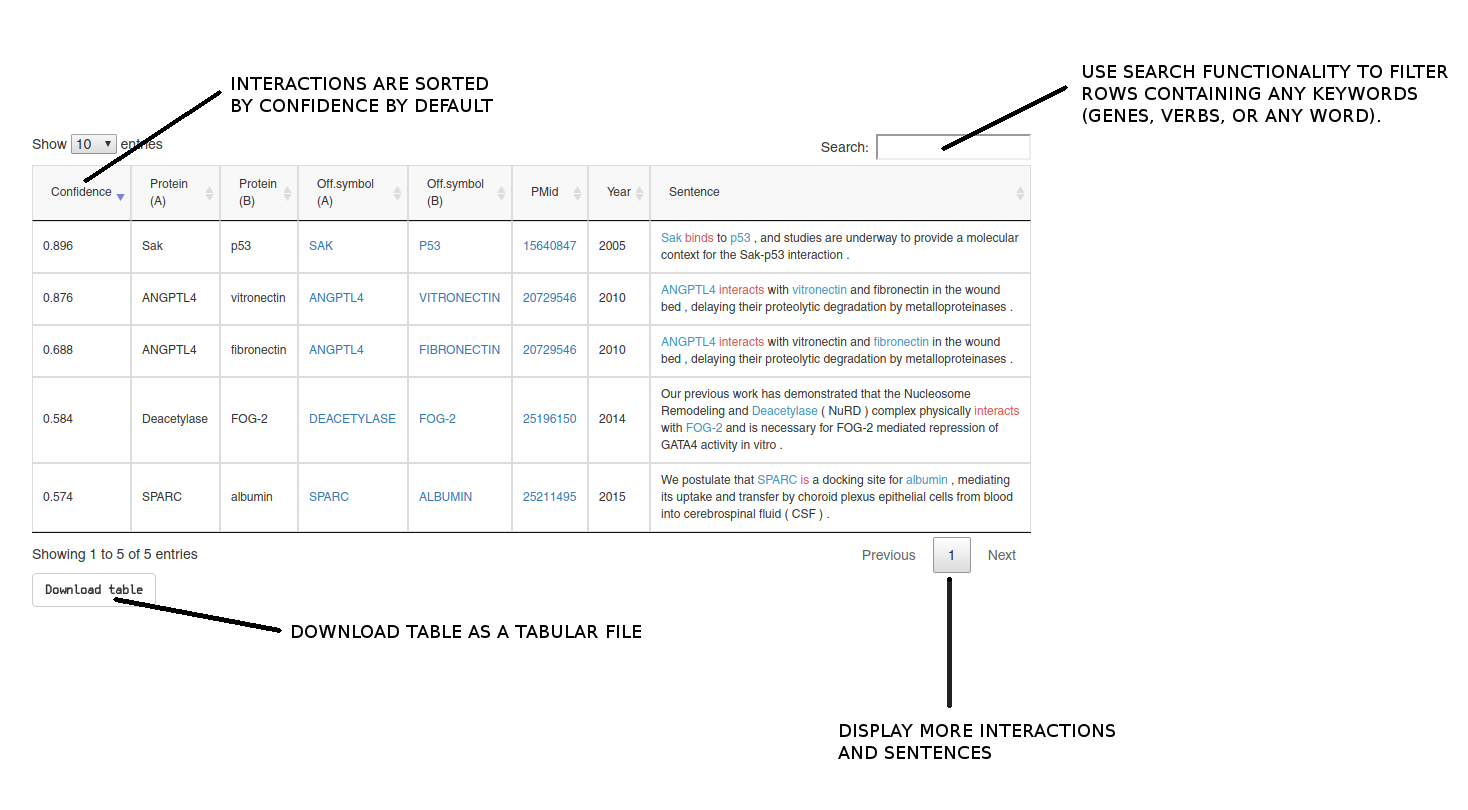 INTERACTIONS ARE SORTED
BY CONFIDENCE BY DEFAULT
USE SEARCH FUNCTIONALITY TO FILTER
ROWS CONTAINING ANY KEYWORDS
(GENES, VERBS, OR ANY WORD).
Show 10 entries
Search:
Confidence
Protein
(A)
Protein
(B)
Off.symbol
(A)
Off.symbol
(B)
PMid
Year
Sentence
0.896
Sak
p53
SAK
P53
15640847
2005
Sak binds to p53 , and studies are underway to provide a molecular
context for the Sak-p53 interaction .
0.876
ANGPTL4
vitronectin
ANGPTL4
VITRONECTIN
20729546
2010
ANGPTL4 interacts with vitronectin and fibronectin in the wound
bed , delaying their proteolytic degradation by metalloproteinases .
0.688
ANGPTL4
fibronectin
ANGPTL4
FIBRONECTIN
20729546
2010
ANGPTL4 interacts with vitronectin and fibronectin in the wound
bed , delaying their proteolytic degradation by metalloproteinases .
0.584
Deacetylase
FOG-2
DEACETYLASE
FOG-2
25196150
2014
Our previous work has demonstrated that the Nucleosome
Remodeling and Deacetylase ( NuRD ) complex physically interacts
with FOG-2 and is necessary for FOG-2 mediated repression of
GATA4 activity in vitro .
0.574
SPARC
albumin
SPARC
ALBUMIN
25211495
2015
We postulate that SPARC is a docking site for albumin , mediating
its uptake and transfer by choroid plexus epithelial cells from blood
into cerebrospinal fluid ( CSF ) .
Showing 1 to 5 of 5 entries
Previous 1 Next
Download table
DOWNLOAD TABLE AS A TABULAR FILE
DISPLAY MORE INTERACTIONS
AND SENTENCES